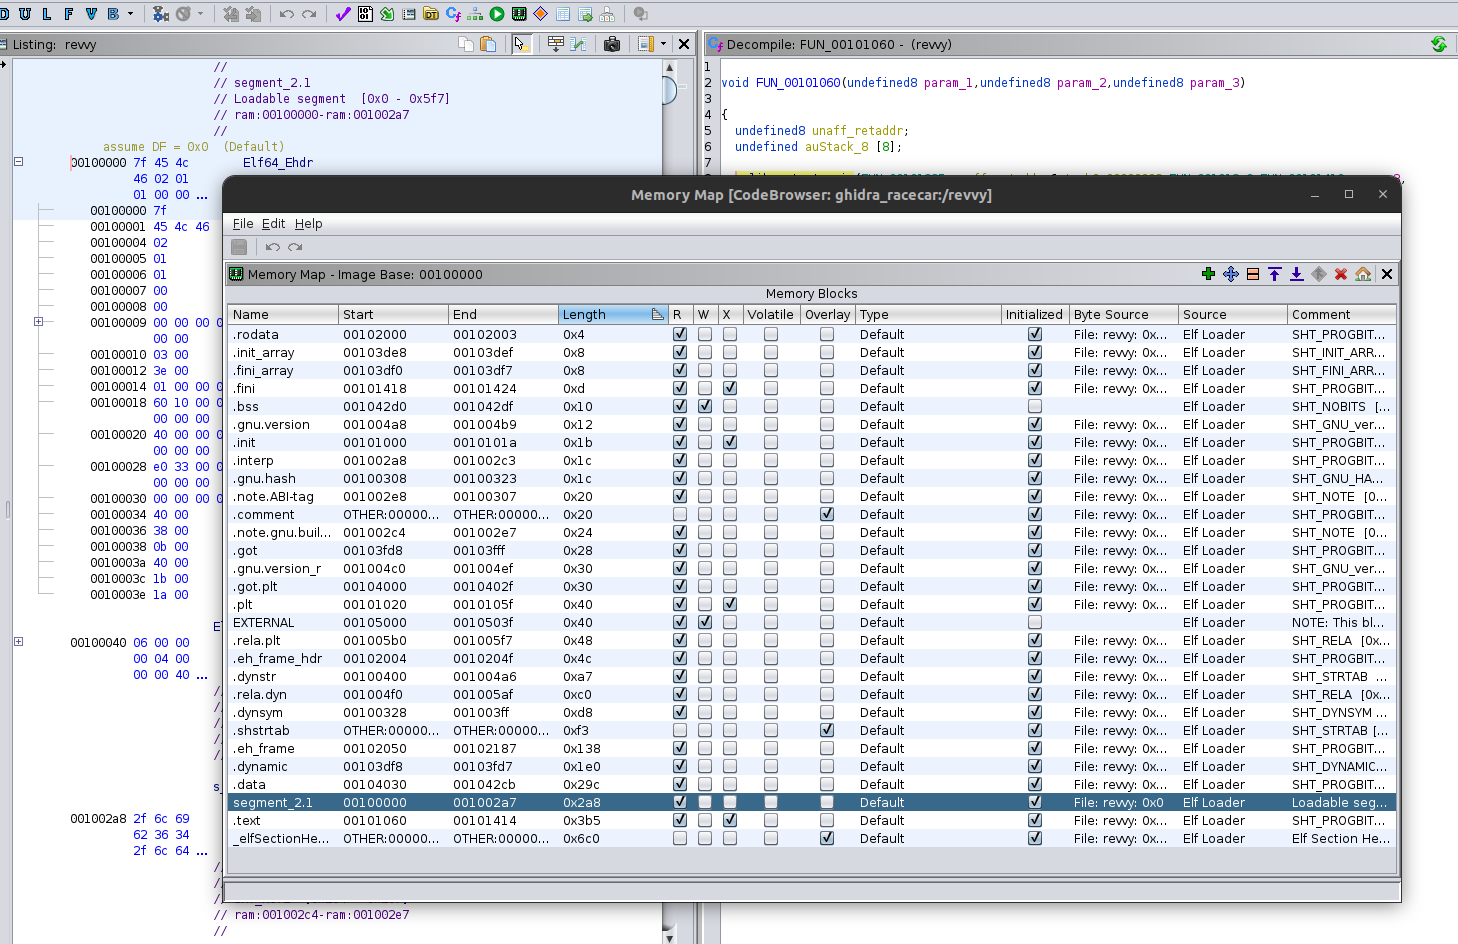 D U L F V B
Listing: revvy
Decompile: FUN_00101060 - (revvy)
//
// segment_2.1
// Loadable segment [0x0 - 0x5f7]
// ram:00100000-ram:001002a7
//
assume DF = 0x0 (Default)
00100000 7f 45 4c Elf64_Ehdr
46 02 01
01 00 00 ...
00100000 7f
00100001 45 4c 46
00100004 02
00100005 01
00100006 01
00100007 00
00100008 00
00100009 00 00 00 0
00 00
00100010 03 00
00100012 3e 00
00100014 01 00 00 0
00100018 60 10 00 0
00 00 00
00100020 40 00 00 0
00 00 00
00100028 e0 33 00 0
00 00 00
00100030 00 00 00 0
00100034 40 00
00100036 38 00
00100038 0b 00
0010003a 40 00
0010003c 1b 00
0010003e 1a 00
00100040 06 00 00
00 04 00
00 00 40 ...
001002a8 2f 6c 69
62 36 34
2f 6c 64 ...
// ram:001002c4-ram:001002e7
//
1
2 void FUN_00101060(undefined8 param_1,undefined8 param_2,undefined8 param_3)
3
4 {
5 undefined8 unaff_retaddr;
6 undefined auStack_8 [8];
7
Memory Map [CodeBrowser: ghidra_racecar:/revvy]
File Edit Help
Memory Map - Image Base: 00100000
Memory Blocks
Name Start End Length R W X Volatile Overlay Type Initialized Byte Source Source Comment
.rodata 00102000 00102003 0x4 Default File: revvy: 0x... Elf Loader SHT_PROGBIT...
.init_array 00103de8 00103def 0x8 Default File: revvy: 0x... Elf Loader SHT_INIT_ARR...
.fini_array 00103df0 00103df7 0x8 Default File: revvy: 0x... Elf Loader SHT_FINI_ARR...
.fini 00101418 00101424 0xd Default File: revvy: 0x... Elf Loader SHT_PROGBIT...
.bss 001042d0 001042df 0x10 Default Elf Loader SHT_NOBITS [...
.gnu.version 001004a8 001004b9 0x12 Default File: revvy: 0x... Elf Loader SHT_GNU_ver...
.init 00101000 0010101a 0x1b Default File: revvy: 0x... Elf Loader SHT_PROGBIT...
.interp 001002a8 001002c3 0x1c Default File: revvy: 0x... Elf Loader SHT_PROGBIT...
.gnu.hash 00100308 00100323 0x1c Default File: revvy: 0x... Elf Loader SHT_GNU_HA...
.note.ABI-tag 001002e8 00100307 0x20 Default File: revvy: 0x... Elf Loader SHT_NOTE [0...
.comment OTHER:00000... OTHER:00000... 0x20 Default File: revvy: 0x... Elf Loader SHT_PROGBIT...
.note.gnu.buil... 001002c4 001002e7 0x24 Default File: revvy: 0x... Elf Loader SHT_NOTE [0...
.got 00103fd8 00103fff 0x28 Default File: revvy: 0x... Elf Loader SHT_PROGBIT...
.gnu.version_r 001004c0 001004ef 0x30 Default File: revvy: 0x... Elf Loader SHT_GNU_ver...
.got.plt 00104000 0010402f 0x30 Default File: revvy: 0x... Elf Loader SHT_PROGBIT...
.plt 00101020 0010105f 0x40 Default File: revvy: 0x... Elf Loader SHT_PROGBIT...
EXTERNAL 00105000 0010503f 0x40 Default Elf Loader NOTE: This bl...
.rela.plt 001005b0 001005f7 0x48 Default File: revvy: 0x... Elf Loader SHT_RELA [0x...
.eh_frame_hdr 00102004 0010204f 0x4c Default File: revvy: 0x... Elf Loader SHT_PROGBIT...
.dynstr 00100400 001004a6 0xa7 Default File: revvy: 0x... Elf Loader SHT_STRTAB ...
.rela.dyn 001004f0 001005af 0xc0 Default File: revvy: 0x... Elf Loader SHT_RELA [0x...
.dynsym 00100328 001003ff 0xd8 Default File: revvy: 0x... Elf Loader SHT_DYNSYM ...
.shstrtab OTHER:00000... OTHER:00000... 0xf3 Default File: revvy: 0x... Elf Loader SHT_STRTAB [...
.eh_frame 00102050 00102187 0x138 Default File: revvy: 0x... Elf Loader SHT_PROGBIT...
.dynamic 00103df8 00103fd7 0x1e0 Default File: revvy: 0x... Elf Loader SHT_DYNAMIC...
.data 00104030 001042cb 0x29c Default File: revvy: 0x... Elf Loader SHT_PROGBIT...
segment_2.1 00100000 001002a7 0x2a8 Default File: revvy: 0x0 Elf Loader Loadable seg...
.text 00101060 00101414 0x3b5 Default File: revvy: 0x... Elf Loader SHT_PROGBIT...
_elfSectionHe... OTHER:00000... OTHER:00000... 0x6c0 Default File: revvy: 0x... Elf Loader Elf Section He...